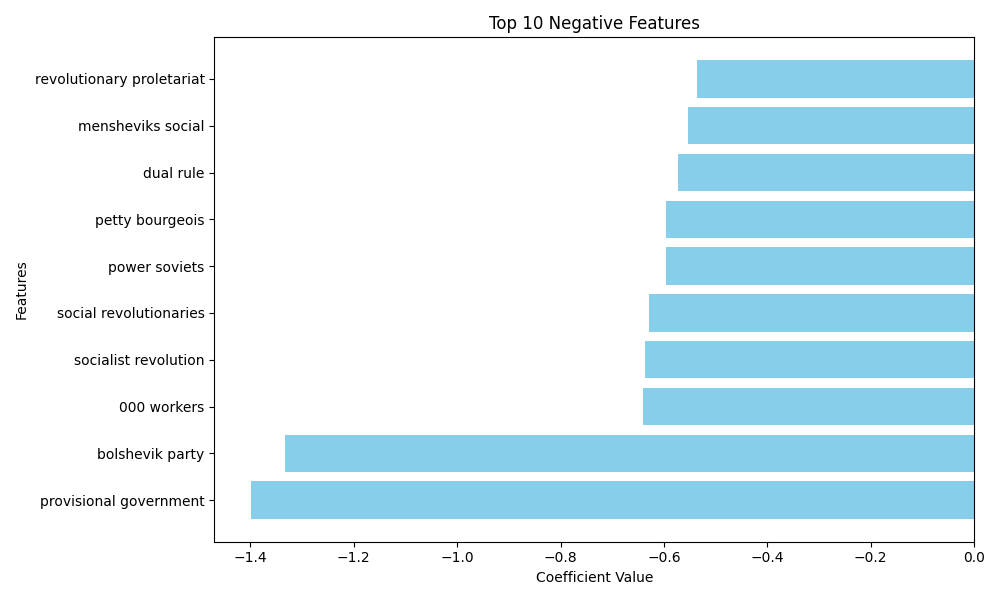 Top 10 Negative Features
revolutionary proletariat
mensheviks social
dual rule
petty bourgeois
power soviets
social revolutionaries
socialist revolution
000 workers
bolshevik party
provisional government
Features
−1.4 −1.2 −1.0 −0.8 −0.6 −0.4 −0.2 0.0
Coefficient Value